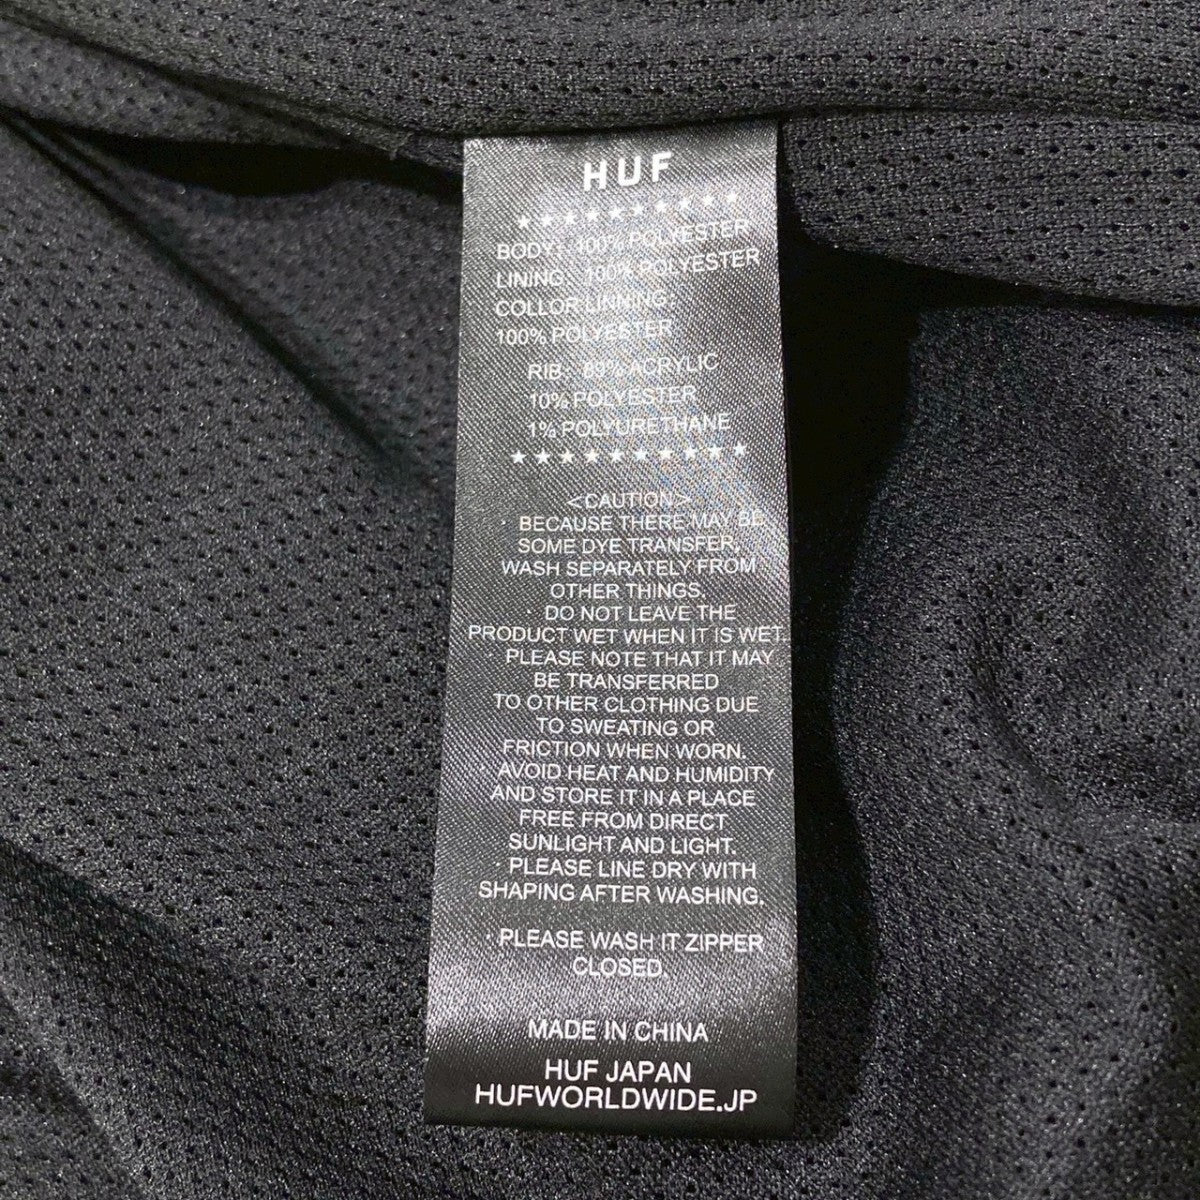 HUF
★★★★★★★★★★
BODY: 100% POLYESTER
LINING: 100% POLYESTER
COLLOR LINNING:
100% POLYESTER
RIB: 89% ACRYLIC
10% POLYESTER
1% POLYURETHANE
★★★★★★★★★★
<CAUTION>
· BECAUSE THERE MAY BE
SOME DYE TRANSFER,
WASH SEPARATELY FROM
OTHER THINGS.
· DO NOT LEAVE THE
PRODUCT WET WHEN IT IS WET.
PLEASE NOTE THAT IT MAY
BE TRANSFERRED
TO OTHER CLOTHING DUE
TO SWEATING OR
FRICTION WHEN WORN.
· AVOID HEAT AND HUMIDITY
AND STORE IT IN A PLACE
FREE FROM DIRECT
SUNLIGHT AND LIGHT.
· PLEASE LINE DRY WITH
SHAPING AFTER WASHING.
· PLEASE WASH IT ZIPPER
CLOSED.
MADE IN CHINA
HUF JAPAN
HUFWORLDWIDE.JP